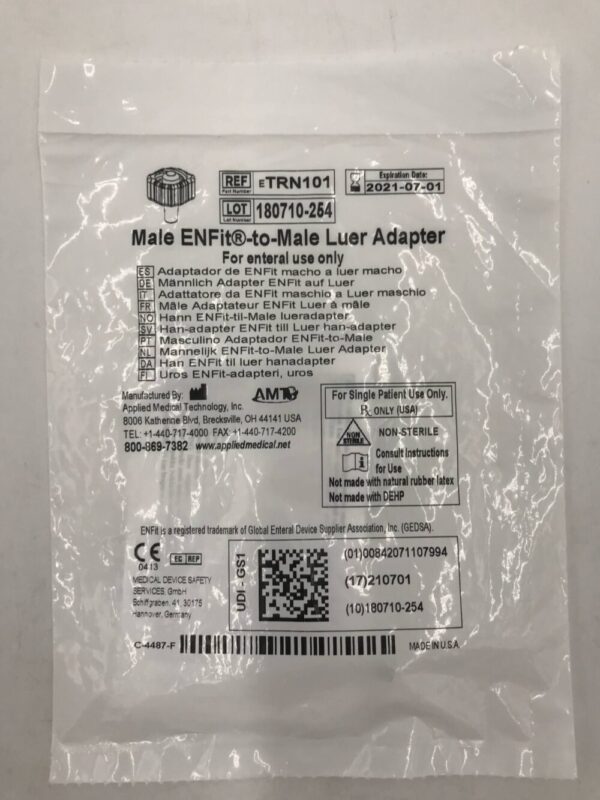 REF eTRN101
Part Number
Expiration Date:
2021-07-01
LOT 180710-254
Lot Number
Male ENFit®-to-Male Luer Adapter
For enteral use only
ES Adaptador de ENFit macho a luer macho
DE Männlich Adapter ENFit auf Luer
IT Adattatore da ENFit maschio a Luer maschio
FR Mâle Adaptateur ENFit Luer à mâle
NO Hann ENFit-til-Male lueradapter
SV Han-adapter ENFit till Luer han-adapter
PT Masculino Adaptador ENFit-to-Male
NL Mannelijk ENFit-to-Male Luer Adapter
DA Han ENFit til luer hanadapter
FI Uros ENFit-adapteri, uros
Manufactured By:
AMT
Applied Medical Technology, Inc.
8006 Katherine Blvd, Brecksville, OH 44141 USA
TEL: +1-440-717-4000 FAX: +1-440-717-4200
800-869-7382 www.appliedmedical.net
For Single Patient Use Only.
Rx ONLY (USA)
NON STERILE
NON-STERILE
Consult Instructions
for Use
Not made with natural rubber latex
Not made with DEHP
ENFit is a registered trademark of Global Enteral Device Supplier Association, Inc. (GEDSA).
CE
0413
EC REP
MEDICAL DEVICE SAFETY
SERVICES, GmbH
Schiffgraben, 41, 30175
Hannover, Germany
UDI - GS1
(01)00842071107994
(17)210701
(10)180710-254
C-4487-F
MADE IN U.S.A.